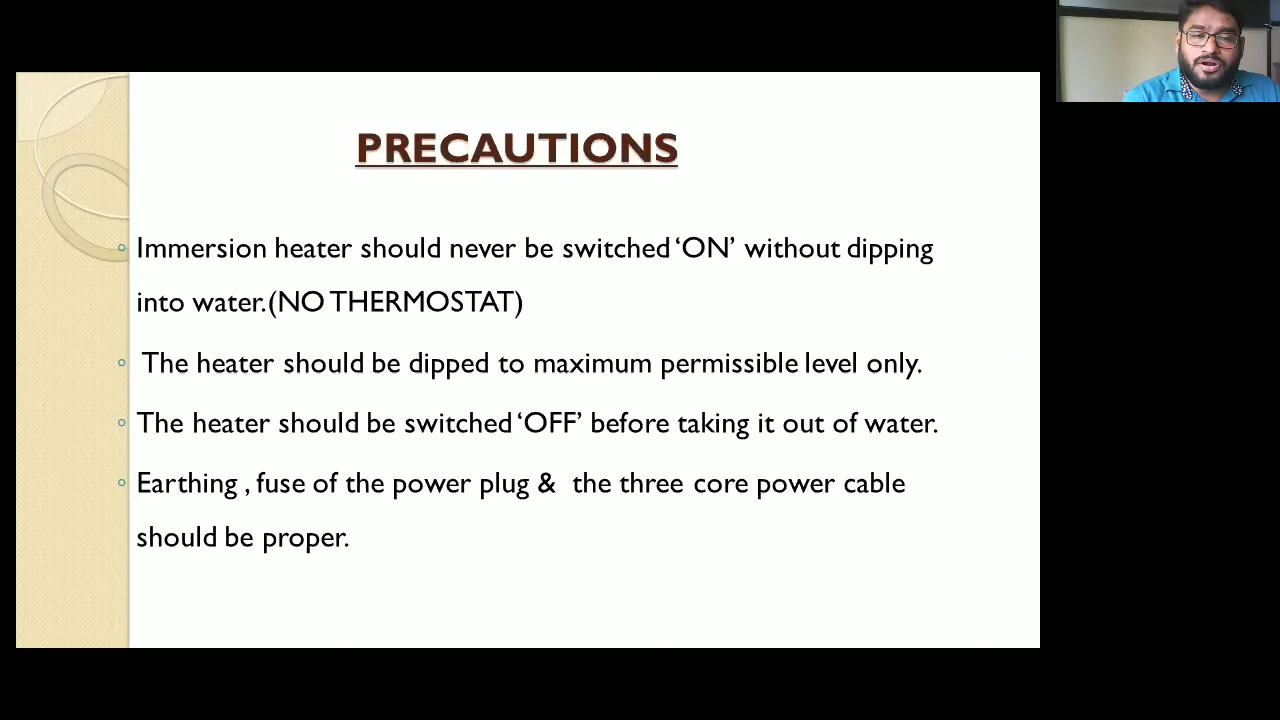 PRECAUTIONS
Immersion heater should never be switched ‘ON’ without dipping
into water.(NO THERMOSTAT)
The heater should be dipped to maximum permissible level only.
The heater should be switched ‘OFF’ before taking it out of water.
Earthing , fuse of the power plug & the three core power cable
should be proper.